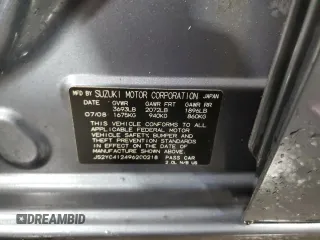 MFD BY SUZUKI MOTOR CORPORATION, JAPAN
DATE GVWR GAWR FRT GAWR RR
3693LB 2072LB 1896LB
07/08 1675KG 940KG 860KG
THIS VEHICLE CONFORMS TO ALL
APPLICABLE FEDERAL MOTOR
VEHICLE SAFETY, BUMPER AND
THEFT PREVENTION STANDARDS
IN EFFECT ON THE DATE OF
MANUFACTURE SHOWN ABOVE.
JS2YC412496200218 PASS CAR
AUTOBIDMASTER